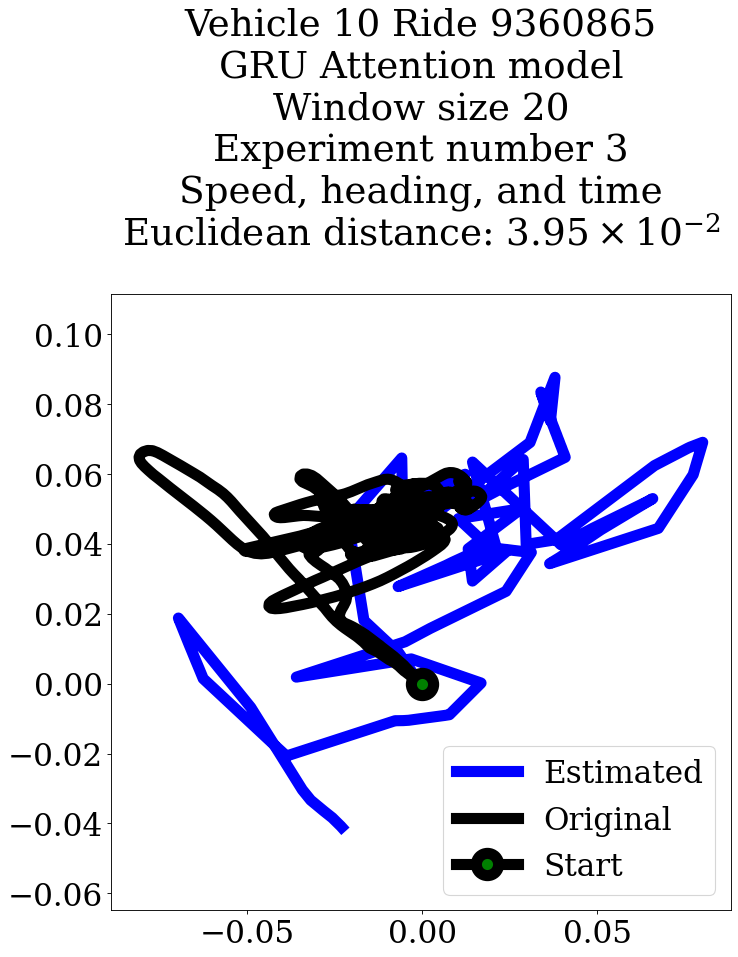 Vehicle 10 Ride 9360865
GRU Attention model
Window size 20
Experiment number 3
Speed, heading, and time
Euclidean distance: 3.95 × 10⁻²
0.10
0.08
0.06
0.04
0.02
0.00
−0.02
−0.04
−0.06
Estimated
Original
Start
−0.05
0.00
0.05